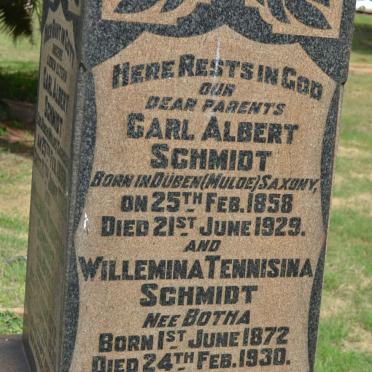 HERE RESTS IN GOD
OUR
DEAR PARENTS
CARL ALBERT
SCHMIDT
BORN IN DÜBEN (MULDE) SAXONY,
ON 25TH FEB. 1858
DIED 21ST JUNE 1929.
AND
WILLEMINA TENNISINA
SCHMIDT
NEE BOTHA
BORN 1ST JUNE 1872
DIED 24TH FEB. 1930.